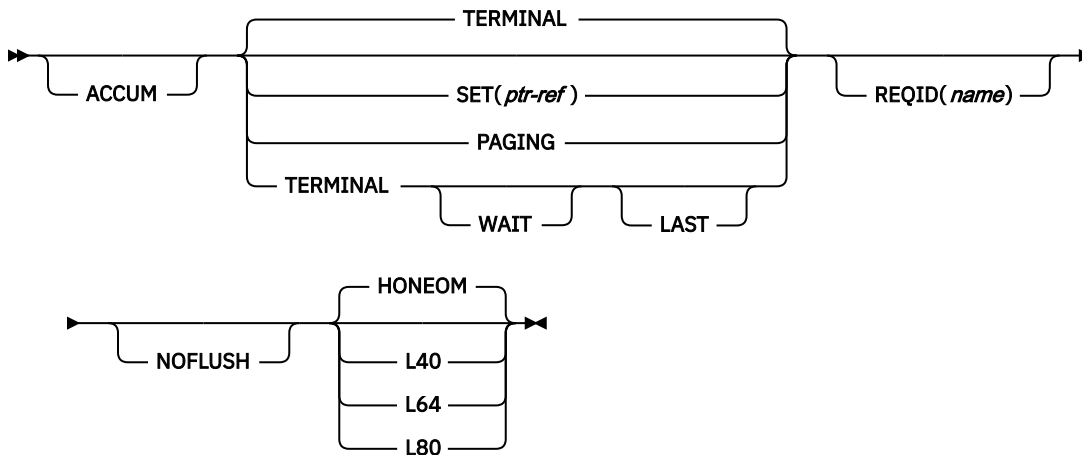 TERMINAL
ACCUM
SET(ptr-ref)
REQID(name)
PAGING
TERMINAL
WAIT
LAST
HONEOM
NOFLUSH
L40
L64
L80